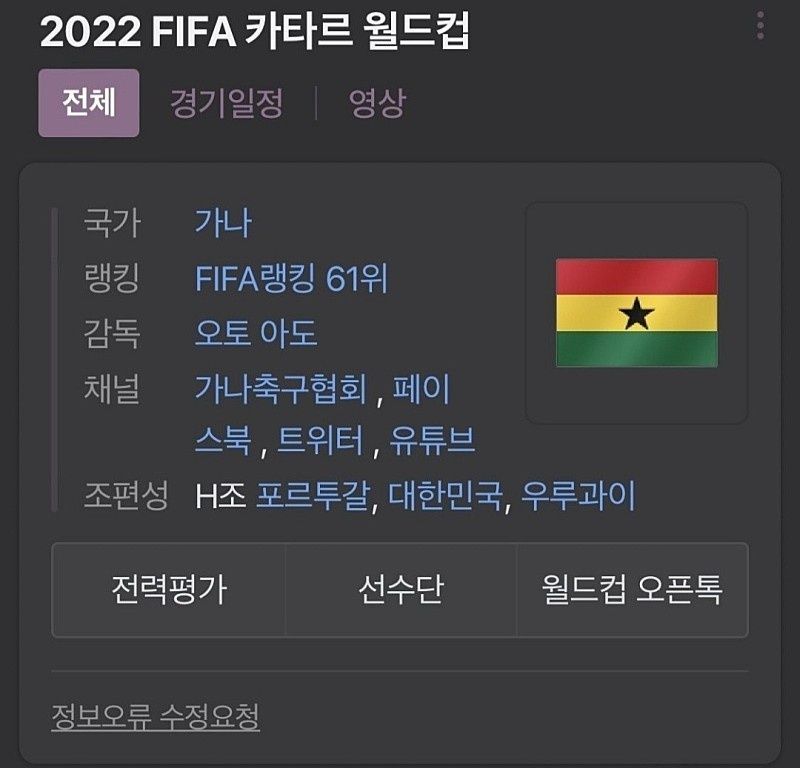 2022 FIFA 카타르 월드컵
전체 경기일정 영상
국가 가나
랭킹 FIFA랭킹 61위
감독 오토 아도
채널 가나축구협회 , 페이
스북 , 트위터 , 유튜브
조편성 H조 포르투갈, 대한민국, 우루과이
전력평가 선수단 월드컵 오픈톡
정보오류 수정요청